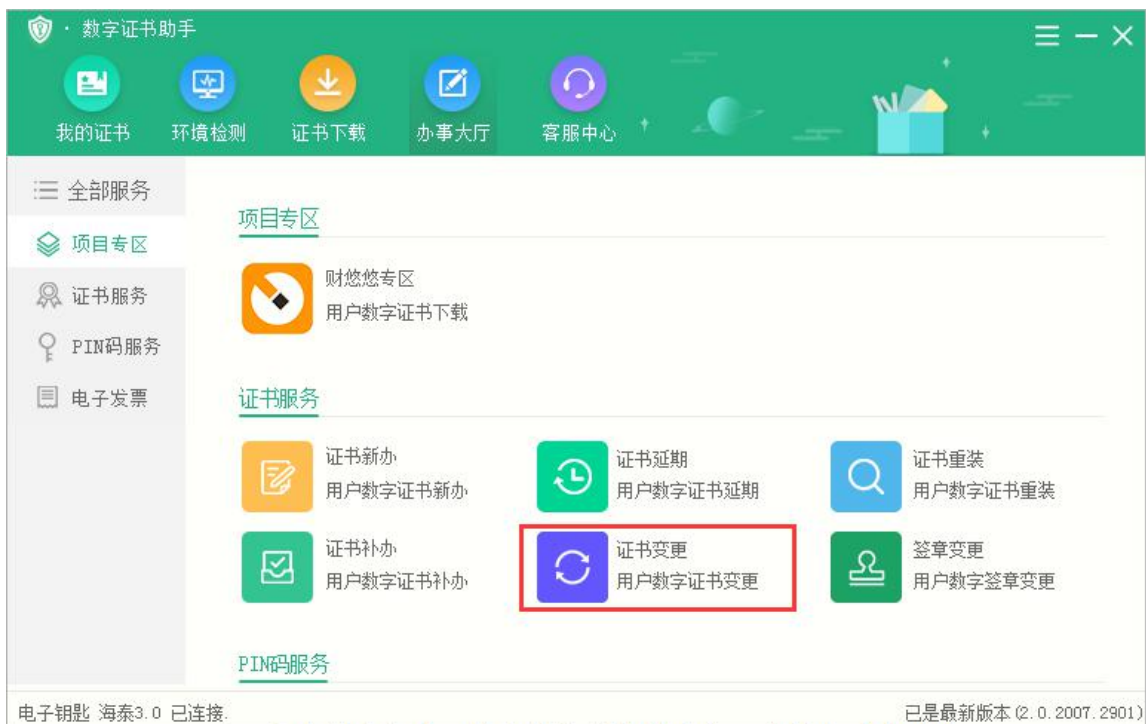 · 数字证书助手
我的证书 环境检测 证书下载 办事大厅 客服中心
全部服务
项目专区
证书服务
PIN码服务
电子发票
项目专区
财悠悠专区
用户数字证书下载
证书服务
证书新办
用户数字证书新办
证书延期
用户数字证书延期
证书重装
用户数字证书重装
证书补办
用户数字证书补办
证书变更
用户数字证书变更
签章变更
用户数字签章变更
PIN码服务
电子钥匙 海泰3.0 已连接.
已是最新版本(2.0.2007.2901)